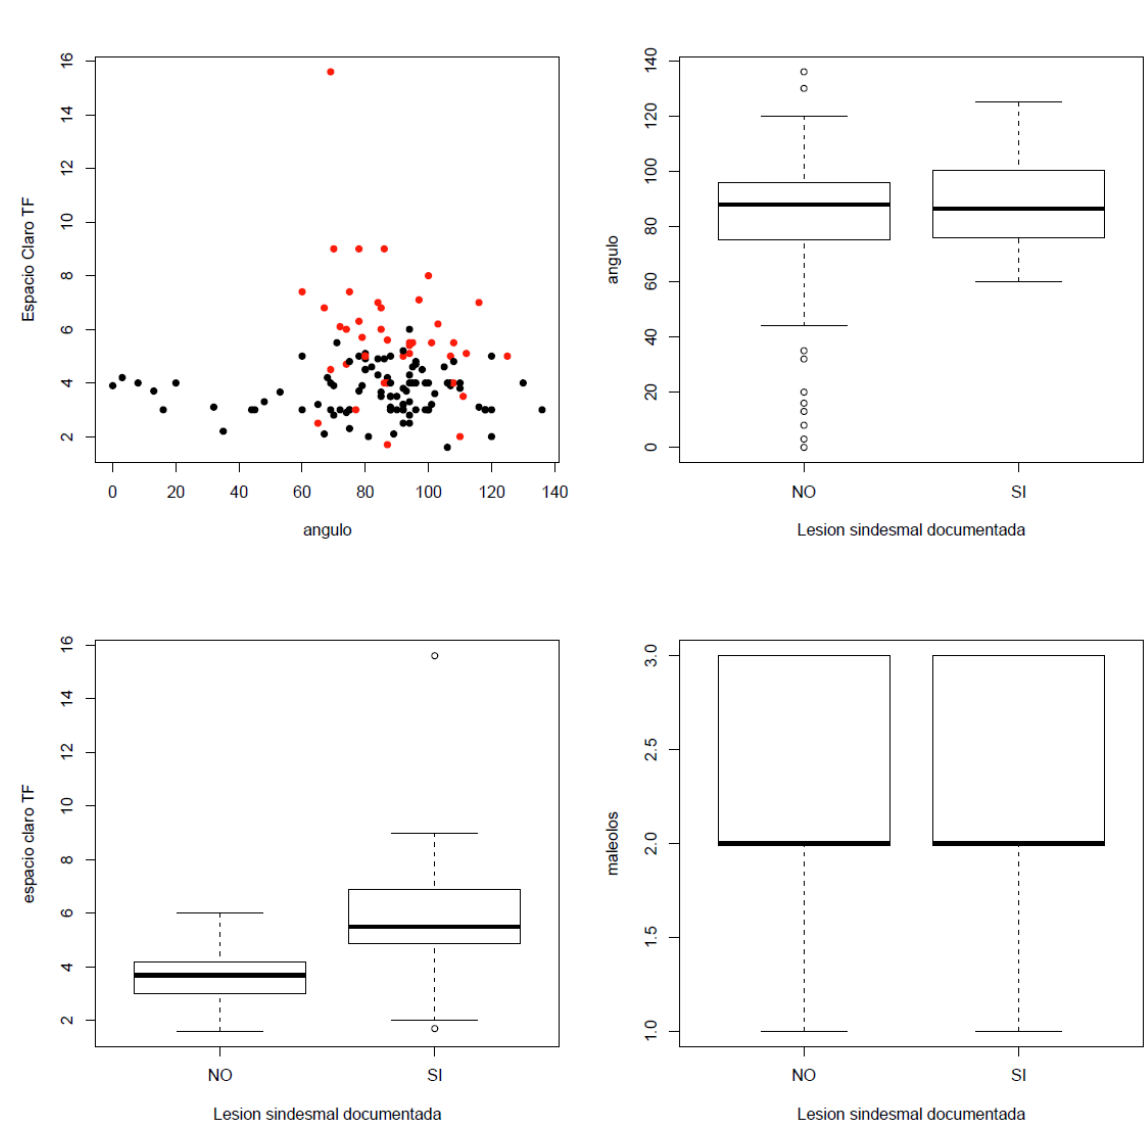 16
14
12
10
8
6
4
2
Espacio Claro TF
0 20 40 60 80 100 120 140
angulo
140
120
100
80
60
40
20
0
angulo
NO SI
Lesion sindesmal documentada
16
14
12
10
8
6
4
2
espacio claro TF
NO SI
Lesion sindesmal documentada
3.0
2.5
2.0
1.5
1.0
maleolos
NO SI
Lesion sindesmal documentada